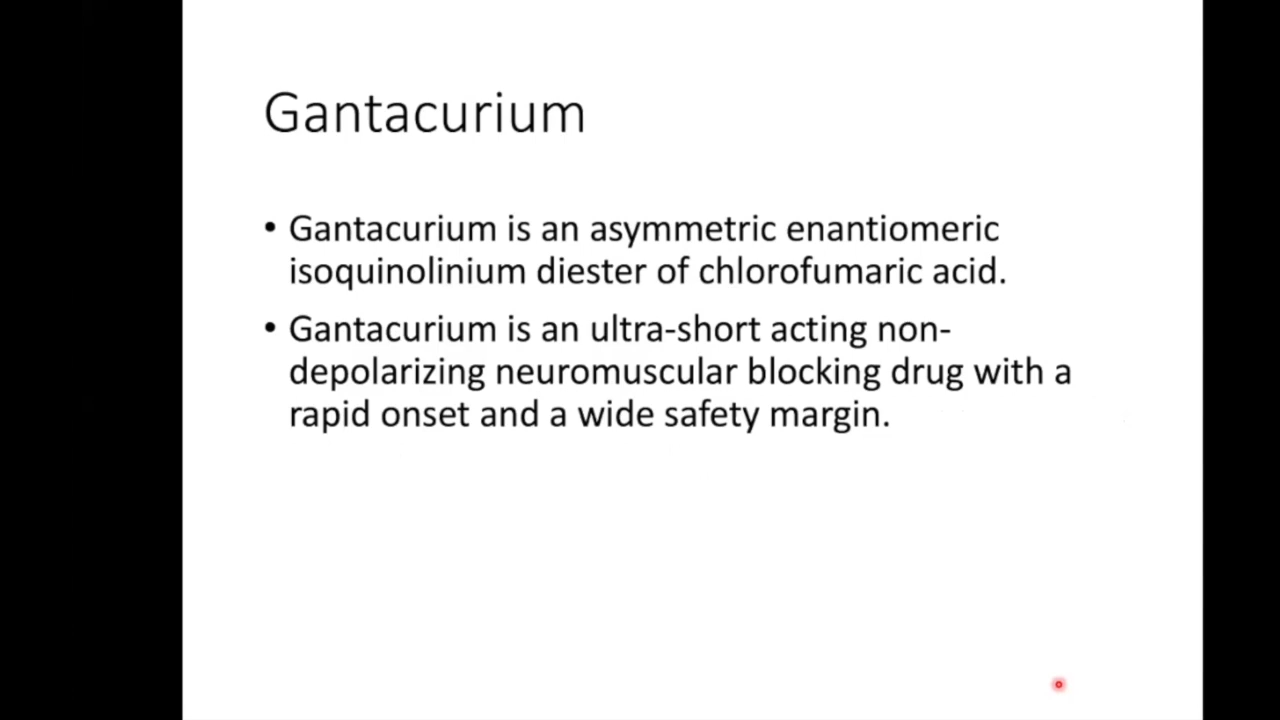 Gantacurium
• Gantacurium is an asymmetric enantiomeric
isoquinolinium diester of chlorofumaric acid.
• Gantacurium is an ultra-short acting non-
depolarizing neuromuscular blocking drug with a
rapid onset and a wide safety margin.